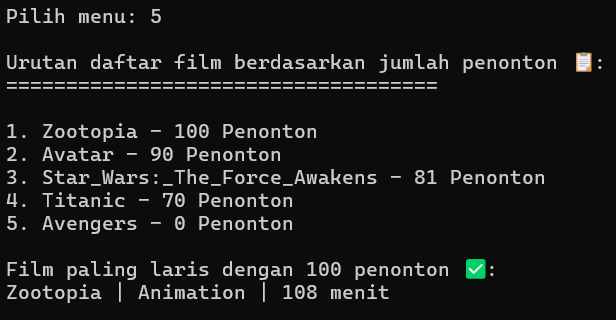 Pilih menu: 5
Urutan daftar film berdasarkan jumlah penonton 📋:
====================================
1. Zootopia - 100 Penonton
2. Avatar - 90 Penonton
3. Star_Wars:_The_Force_Awakens - 81 Penonton
4. Titanic - 70 Penonton
5. Avengers - 0 Penonton
Film paling laris dengan 100 penonton ✅:
Zootopia | Animation | 108 menit